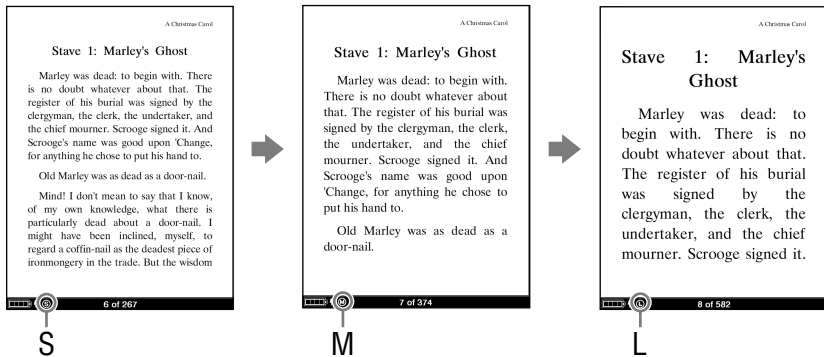 A Christmas Carol
Stave 1: Marley's Ghost
Marley was dead: to begin with. There
is no doubt whatever about that. The
register of his burial was signed by the
clergyman, the clerk, the undertaker, and
the chief mourner. Scrooge signed it. And
Scrooge's name was good upon 'Change,
for anything he chose to put his hand to.
Old Marley was as dead as a door-nail.
Mind! I don't mean to say that I know,
of my own knowledge, what there is
particularly dead about a door-nail. I
might have been inclined, myself, to
regard a coffin-nail as the deadest piece of
ironmongery in the trade. But the wisdom
S
6 of 267
S
A Christmas Carol
Stave 1: Marley's Ghost
Marley was dead: to begin with.
There is no doubt whatever about
that. The register of his burial was
signed by the clergyman, the clerk,
the undertaker, and the chief
mourner. Scrooge signed it. And
Scrooge's name was good upon
'Change, for anything he chose to
put his hand to.
Old Marley was as dead as a
door-nail.
M
7 of 374
M
A Christmas Carol
Stave 1: Marley's
Ghost
Marley was dead: to
begin with. There is no
doubt whatever about that.
The register of his burial
was signed by the
clergyman, the clerk, the
undertaker, and the chief
mourner. Scrooge signed it.
L
8 of 582
L